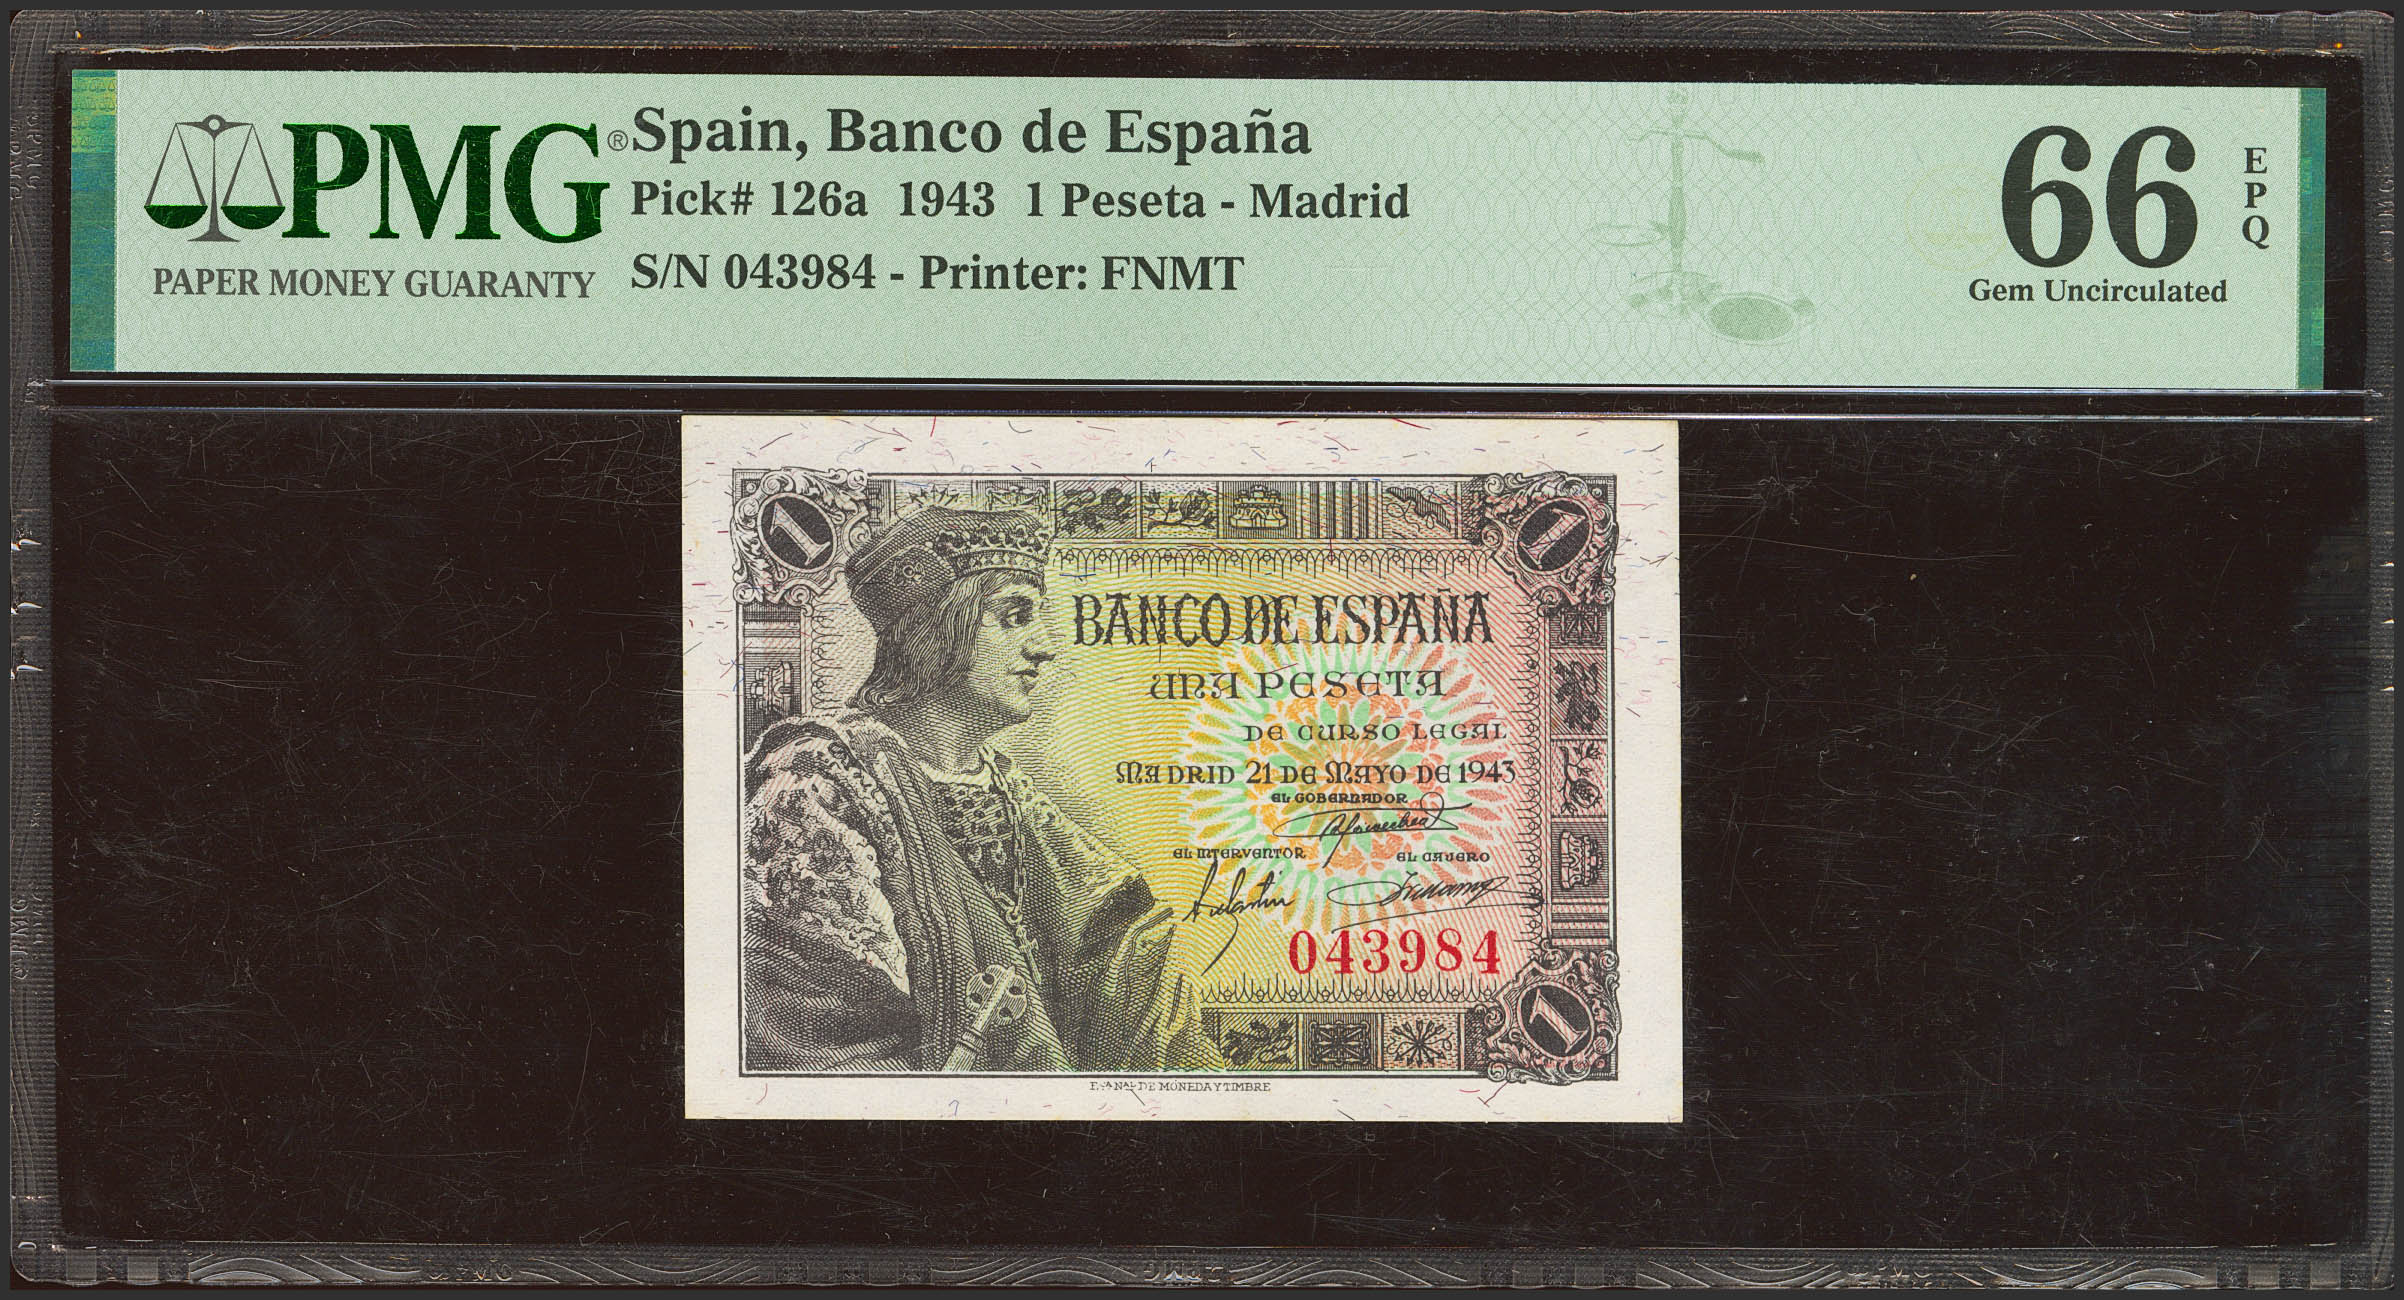 PMG®
PAPER MONEY GUARANTY
Spain, Banco de España
Pick# 126a 1943 1 Peseta - Madrid
S/N 043984 - Printer: FNMT
66
EPQ
Gem Uncirculated
1
1
BANCO DE ESPAÑA
UNA PESETA
DE CURSO LEGAL
MADRID 21 DE MAYO DE 1943
EL GOBERNADOR
EL INTERVENTOR
EL CAJERO
043984
1
F.CA NAL DE MONEDA Y TIMBRE